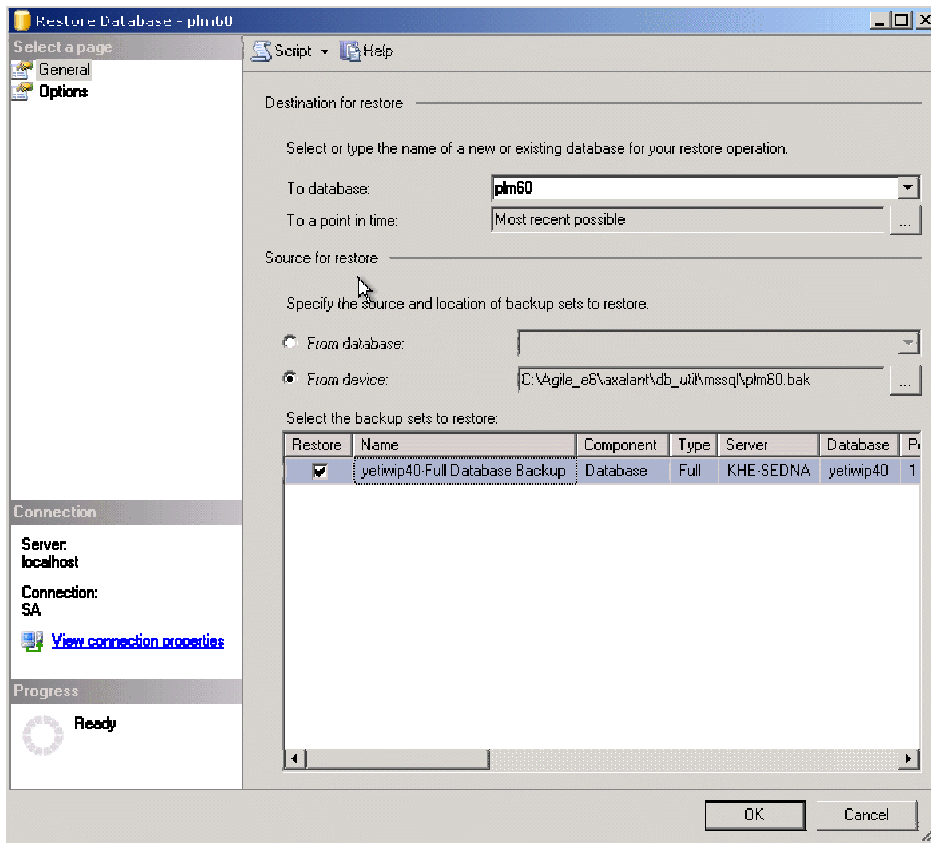 Restore Database - plm60
Select a page
General
Options
Script
Help
Destination for restore
Select or type the name of a new or existing database for your restore operation.
To database:
plm60
To a point in time:
Most recent possible
...
Source for restore
Specify the source and location of backup sets to restore.
From database:
From device:
C:\Agile_e6\axalant\db_util\mssql\plm60.bak
...
Select the backup sets to restore:
Restore Name Component Type Server Database
yetiwip40-Full Database Backup Database Full KHE-SEDNA yetiwip40 1
Connection
Server:
localhost
Connection:
SA
View connection properties
Progress
Ready
OK
Cancel